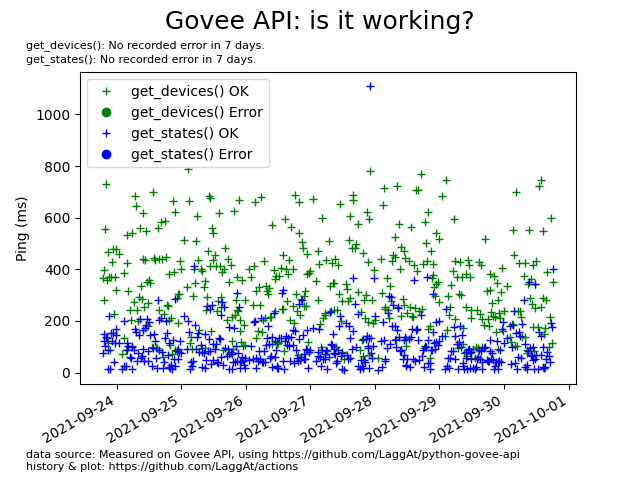 Govee API: is it working?
get_devices(): No recorded error in 7 days.
get_states(): No recorded error in 7 days.
get_devices() OK
get_devices() Error
get_states() OK
get_states() Error
Ping (ms)
1000
800
600
400
200
0
2021-09-24
2021-09-25
2021-09-26
2021-09-27
2021-09-28
2021-09-29
2021-09-30
2021-10-01
data source: Measured on Govee API, using https://github.com/LaggAt/python-govee-api
history & plot: https://github.com/LaggAt/actions